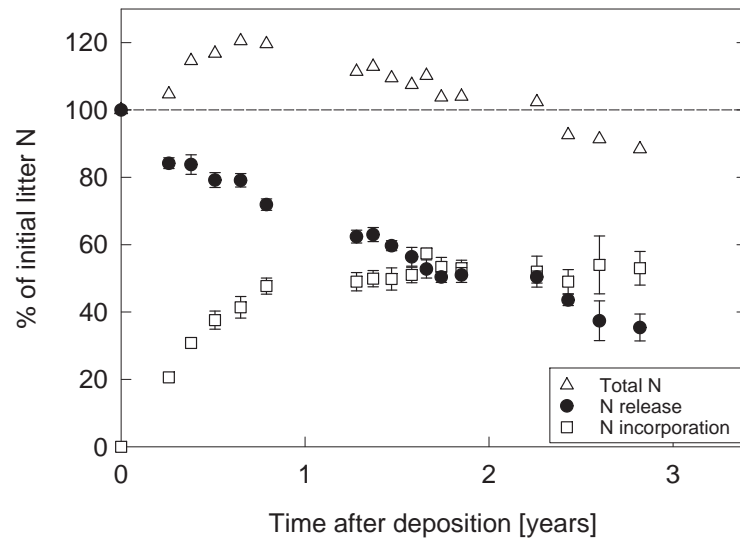 % of initial litter N
120
100
80
60
40
20
0
0 1 2 3
Time after deposition [years]
Total N
N release
N incorporation